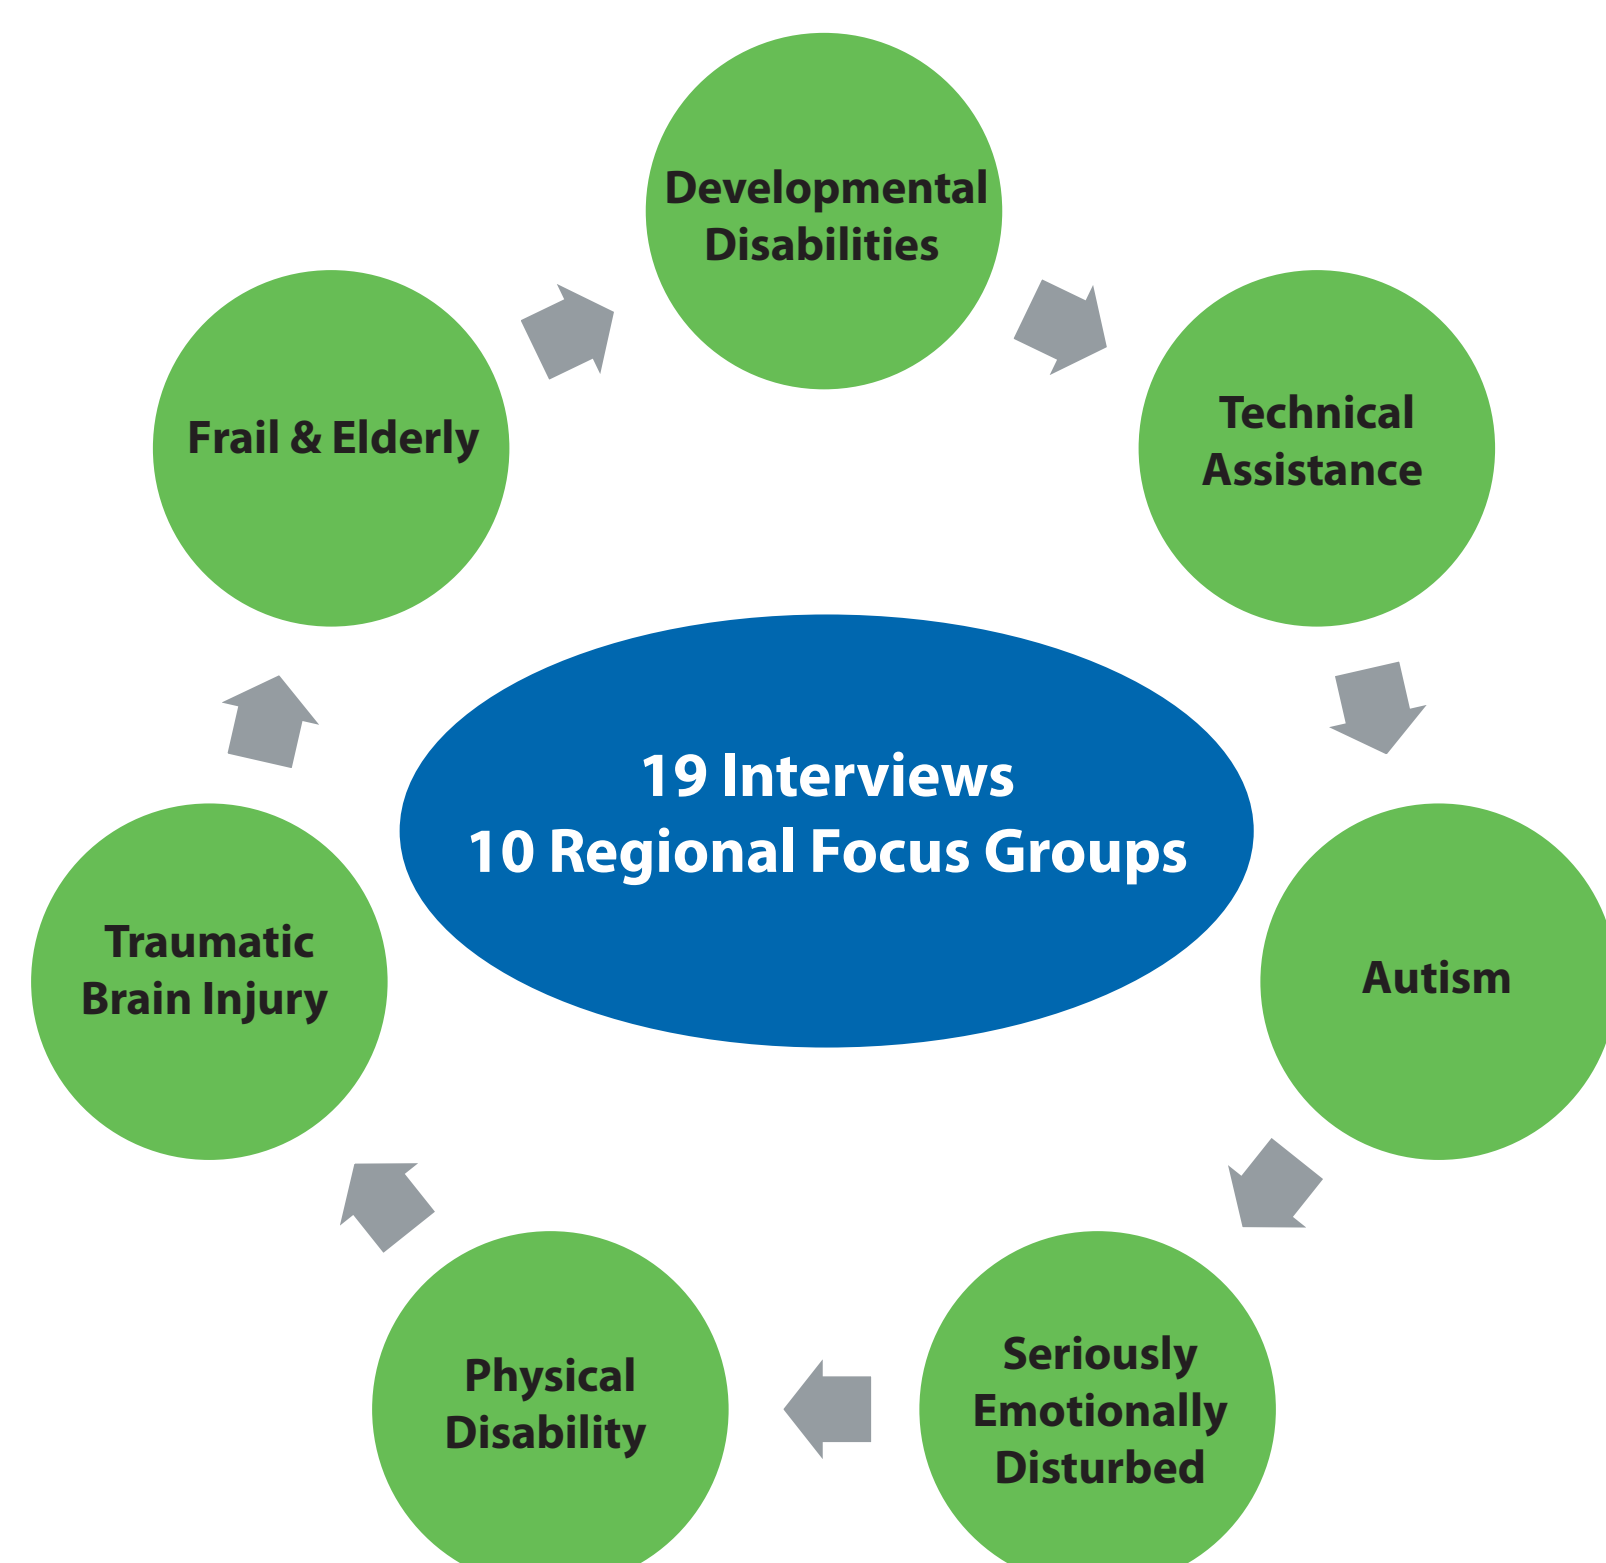 Developmental
Disabilities
Technical
Assistance
Frail & Elderly
19 Interviews
10 Regional Focus Groups
Traumatic
Brain Injury
Autism
Physical
Disability
Seriously
Emotionally
Disturbed